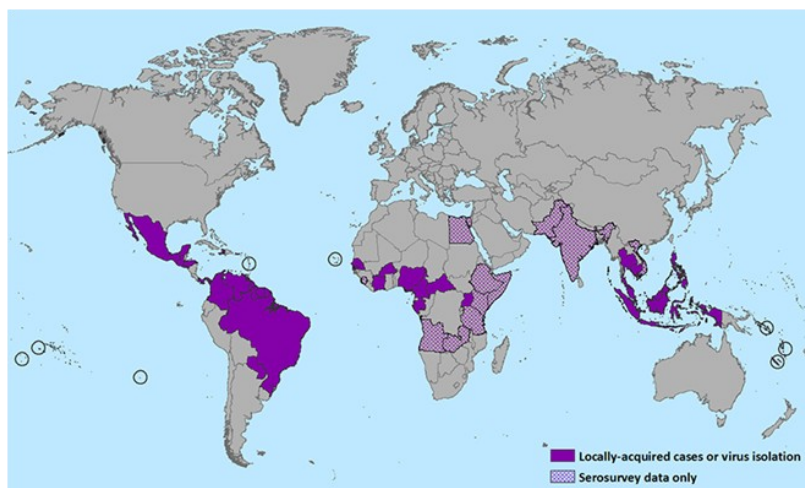 Locally-acquired cases or virus isolation
Serosurvey data only